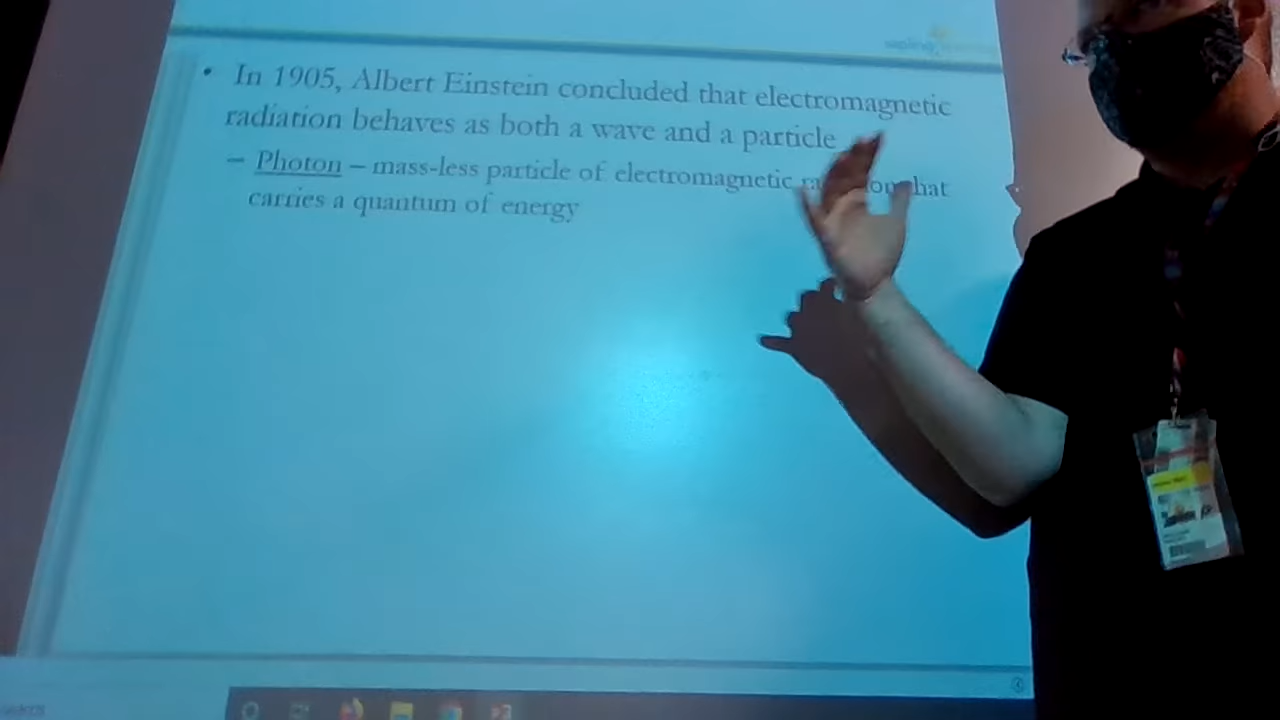 • In 1905, Albert Einstein concluded that electromagnetic
radiation behaves as both a wave and a particle
– Photon – mass-less particle of electromagnetic that
carries a quantum of energy